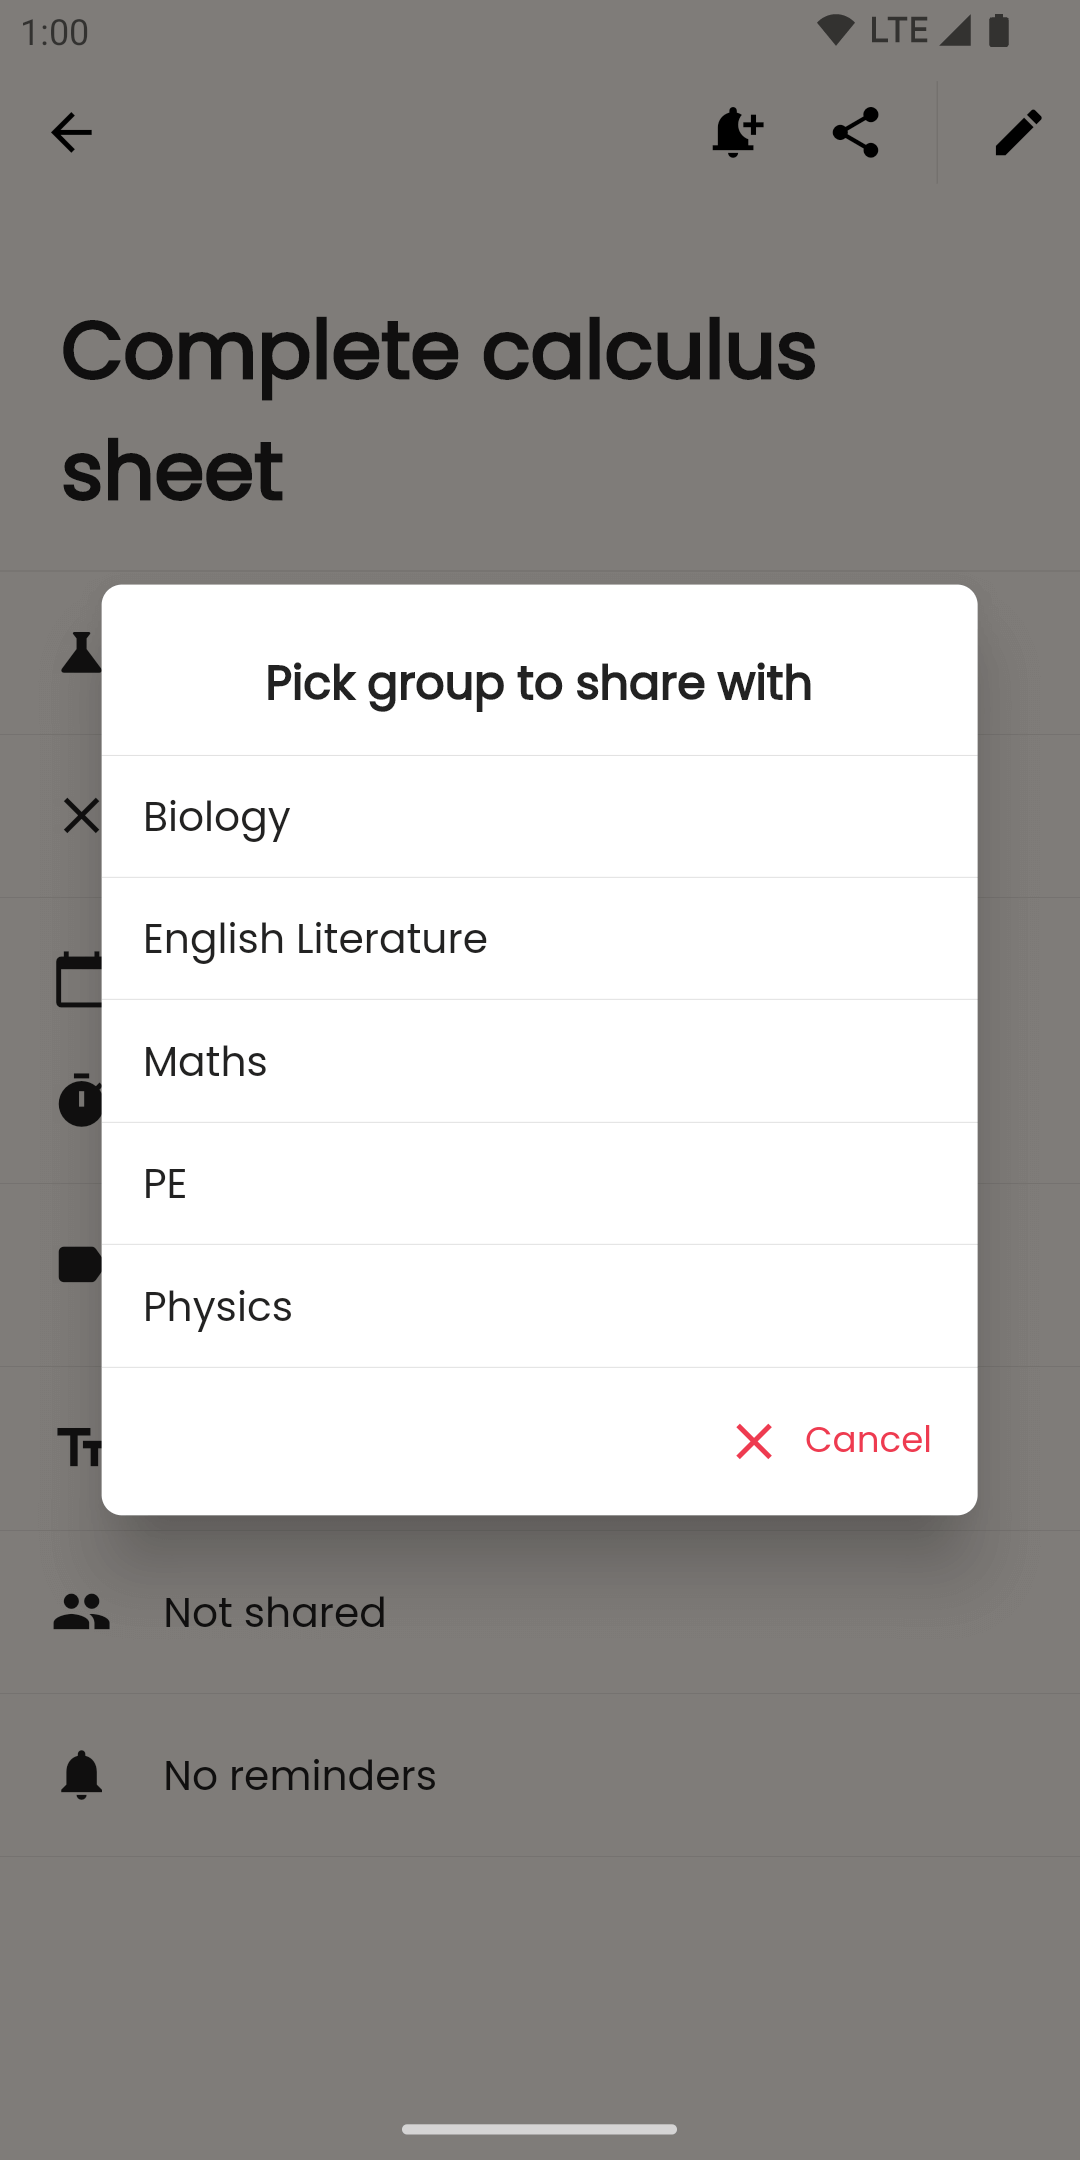 1:00 LTE
Complete calculus
sheet
Pick group to share with
Biology
English Literature
Maths
PE
Physics
Cancel
Not shared
No reminders